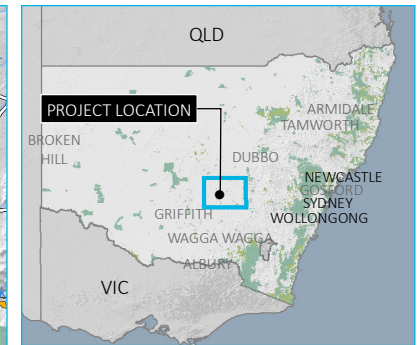 QLD
PROJECT LOCATION
ARMIDALE
TAMWORTH
BROKEN
HILL
DUBBO
NEWCASTLE
GOSFORD
SYDNEY
GRIFFITH
WOLLONGONG
WAGGA WAGGA
ALBURY
VIC